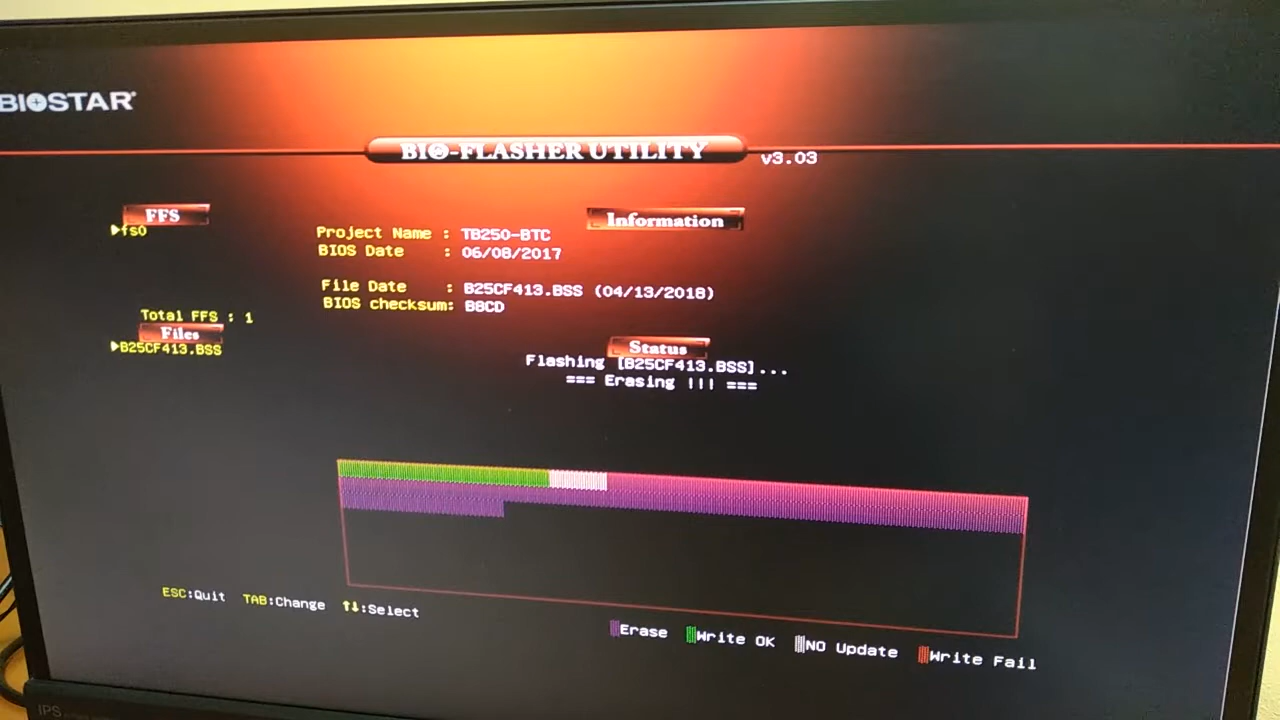 BIOSTAR
BIO-FLASHER UTILITY v3.03
FFS
fs0
Information
Project Name : TB250-BTC
BIOS Date : 06/08/2017
File Date : B25CF413.BSS (04/13/2018)
BIOS checksum: B8CD
Total FFS : 1
Files
B25CF413.BSS
Status
Flashing [B25CF413.BSS]...
=== Erasing !!! ===
ESC:Quit TAB:Change ↑↓:Select
Erase Write OK NO Update Write Fail
IPS